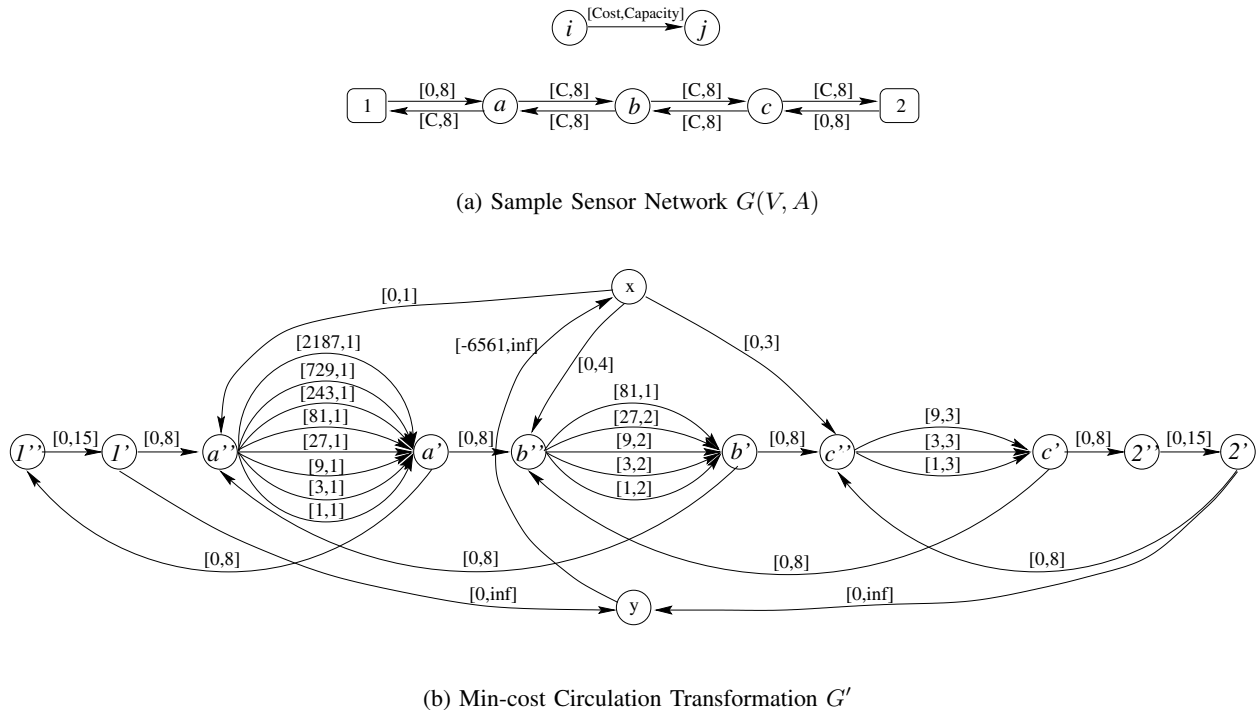 [Cost,Capacity]
i j
[0,8] [C,8] [C,8] [C,8]
1 a b c 2
[C,8] [C,8] [C,8] [0,8]
(a) Sample Sensor Network G(V, A)
x
[0,1]
[2187,1] [-6561,inf] [0,3]
[729,1] [0,4]
[243,1] [81,1]
[81,1] [27,2] [9,3]
[0,15] [0,8] [27,1] [0,8] [9,2] [0,8] [3,3] [0,8] [0,15]
1'' 1' a'' a' b'' b' c'' c' 2'' 2'
[9,1] [3,2] [1,3]
[3,1] [1,2]
[1,1]
[0,8] [0,8] [0,8] [0,8]
[0,inf] [0,inf]
y
(b) Min-cost Circulation Transformation G′